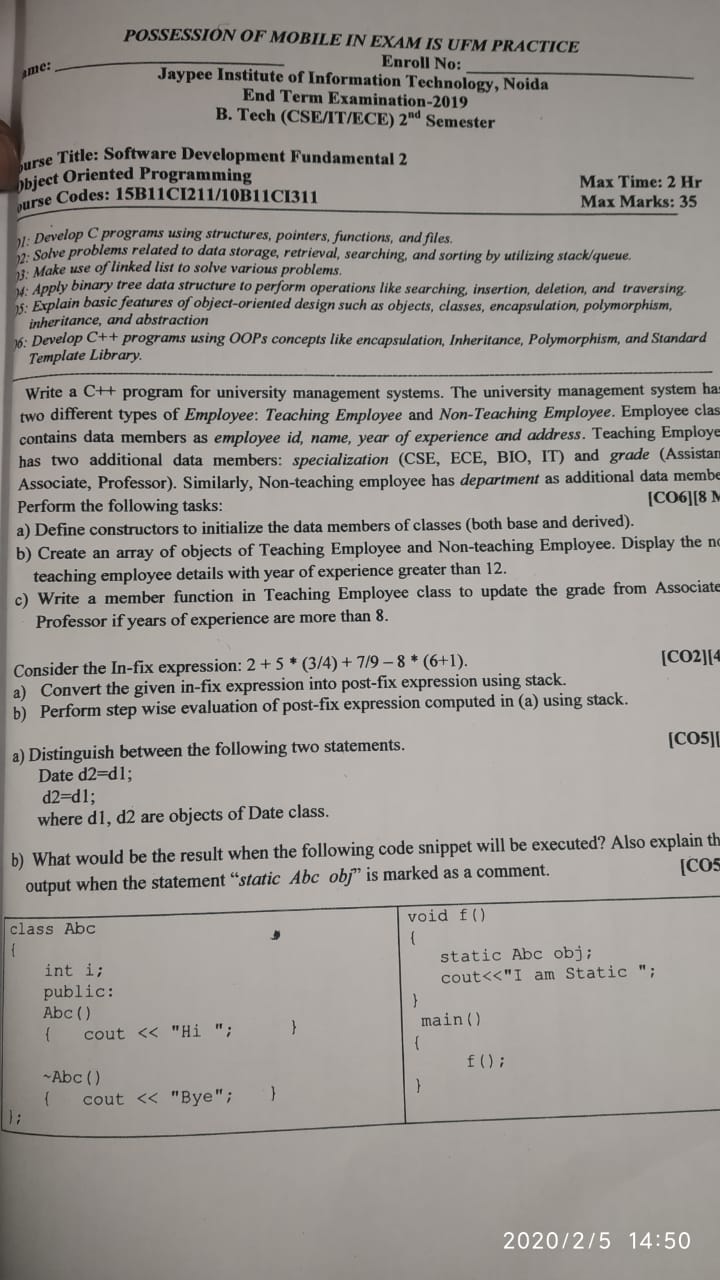 POSSESSION OF MOBILE IN EXAM IS UFM PRACTICE
ame: Enroll No:
Jaypee Institute of Information Technology, Noida
End Term Examination-2019
B. Tech (CSE/IT/ECE) 2nd Semester
urse Title: Software Development Fundamental 2
bject Oriented Programming
Max Time: 2 Hr
urse Codes: 15B11CI211/10B11CI311
Max Marks: 35
1: Develop C programs using structures, pointers, functions, and files.
2: Solve problems related to data storage, retrieval, searching, and sorting by utilizing stack/queue.
3: Make use of linked list to solve various problems.
4: Apply binary tree data structure to perform operations like searching, insertion, deletion, and traversing.
5: Explain basic features of object-oriented design such as objects, classes, encapsulation, polymorphism,
inheritance, and abstraction
6: Develop C++ programs using OOPs concepts like encapsulation, Inheritance, Polymorphism, and Standard
Template Library.
Write a C++ program for university management systems. The university management system has
two different types of Employee: Teaching Employee and Non-Teaching Employee. Employee clas
contains data members as employee id, name, year of experience and address. Teaching Employe
has two additional data members: specialization (CSE, ECE, BIO, IT) and grade (Assistan
Associate, Professor). Similarly, Non-teaching employee has department as additional data membe
Perform the following tasks: [CO6][8 M
a) Define constructors to initialize the data members of classes (both base and derived).
b) Create an array of objects of Teaching Employee and Non-teaching Employee. Display the no
teaching employee details with year of experience greater than 12.
c) Write a member function in Teaching Employee class to update the grade from Associate
Professor if years of experience are more than 8.
Consider the In-fix expression: 2 + 5 * (3/4) + 7/9 – 8 * (6+1). [CO2][4
a) Convert the given in-fix expression into post-fix expression using stack.
b) Perform step wise evaluation of post-fix expression computed in (a) using stack.
a) Distinguish between the following two statements. [CO5][
Date d2=d1;
d2=d1;
where d1, d2 are objects of Date class.
b) What would be the result when the following code snippet will be executed? Also explain th
output when the statement “static Abc obj” is marked as a comment. [CO5
class Abc
{
int i;
public:
Abc()
{ cout << "Hi "; }
~Abc()
{ cout << "Bye"; }
};
void f()
{
static Abc obj;
cout<<"I am Static ";
}
main()
{
f();
}
2020/2/5 14:50